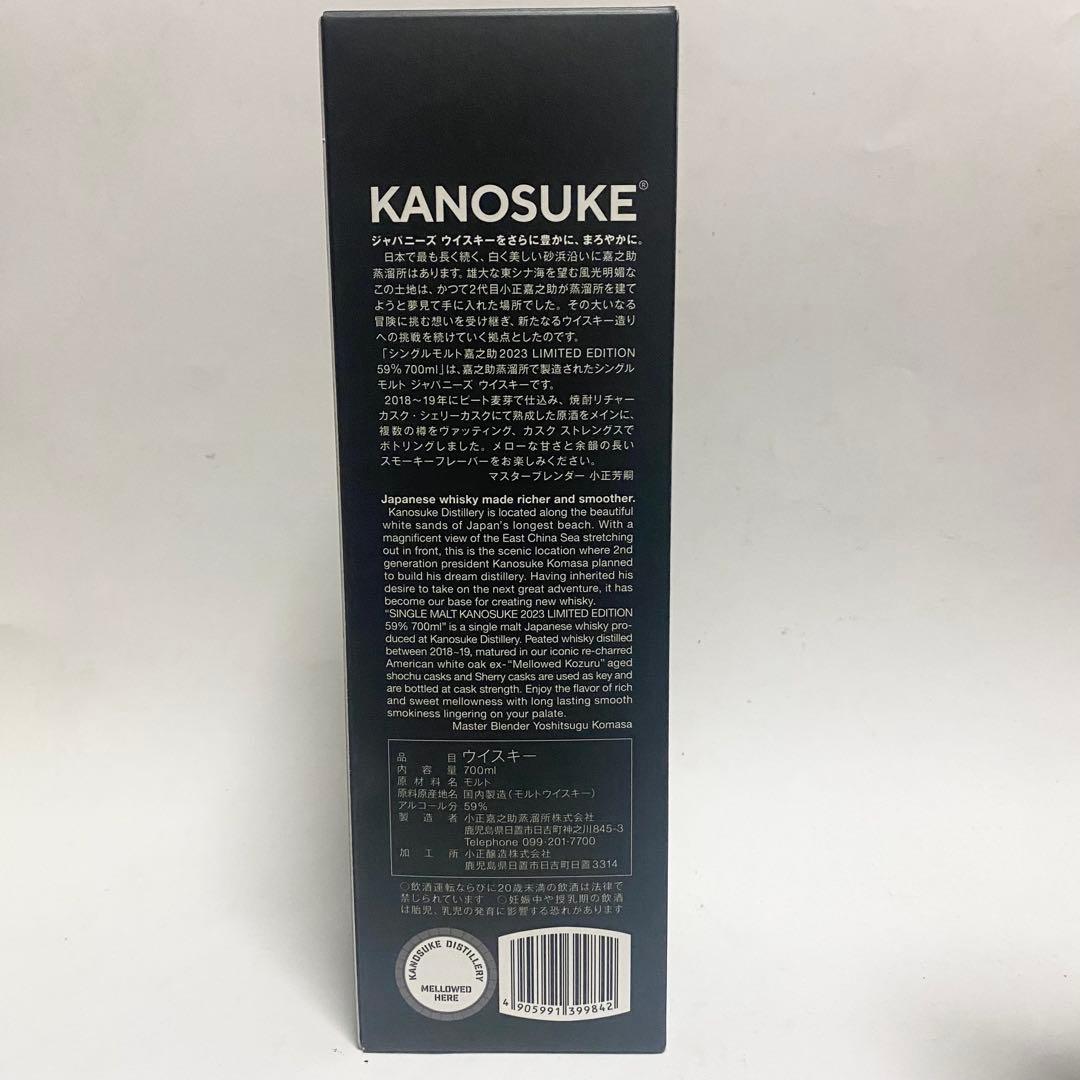 KANOSUKE®
ジャパニーズ ウイスキーをさらに豊かに、まろやかに。
日本で最も長く続く、白く美しい砂浜沿いに嘉之助
蒸溜所はあります。雄大な東シナ海を望む風光明媚な
この土地は、かつて2代目小正嘉之助が蒸溜所を建て
ようと夢見て手に入れた場所でした。その大いなる
冒険に挑む想いを受け継ぎ、新たなるウイスキー造り
への挑戦を続けていく拠点としたのです。
「シングルモルト嘉之助2023 LIMITED EDITION
59% 700ml」は、嘉之助蒸溜所で製造されたシングル
モルト ジャパニーズ ウイスキーです。
2018〜19年にピート麦芽で仕込み、焼酎リチャー
カスク・シェリーカスクにて熟成した原酒をメインに、
複数の樽をヴァッティング、カスク ストレングスで
ボトリングしました。メローな甘さと余韻の長い
スモーキーフレーバーをお楽しみください。
マスターブレンダー 小正芳嗣
Japanese whisky made richer and smoother.
Kanosuke Distillery is located along the beautiful
white sands of Japan's longest beach. With a
magnificent view of the East China Sea stretching
out in front, this is the scenic location where 2nd
generation president Kanosuke Komasa planned
to build his dream distillery. Having inherited his
desire to take on the next great adventure, it has
become our base for creating new whisky.
"SINGLE MALT KANOSUKE 2023 LIMITED EDITION
59% 700ml" is a single malt Japanese whisky pro-
duced at Kanosuke Distillery. Peated whisky distilled
between 2018~19, matured in our iconic re-charred
American white oak ex-"Mellowed Kozuru" aged
shochu casks and Sherry casks are used as key and
are bottled at cask strength. Enjoy the flavor of rich
and sweet mellowness with long lasting smooth
smokiness lingering on your palate.
Master Blender Yoshitsugu Komasa
品目 ウイスキー
内容量 700ml
原材料名 モルト
原料原産地名 国内製造(モルトウイスキー)
アルコール分 59%
製造者 小正嘉之助蒸溜所株式会社
鹿児島県日置市日吉町神之川845-3
Telephone 099-201-7700
加工所 小正醸造株式会社
鹿児島県日置市日吉町日置3314
○飲酒運転ならびに20歳未満の飲酒は法律で
禁じられています ○妊娠中や授乳期の飲酒
は胎児、乳児の発育に影響する恐れがあります
KANOSUKE DISTILLERY
MELLOWED
HERE
4 905991 399842